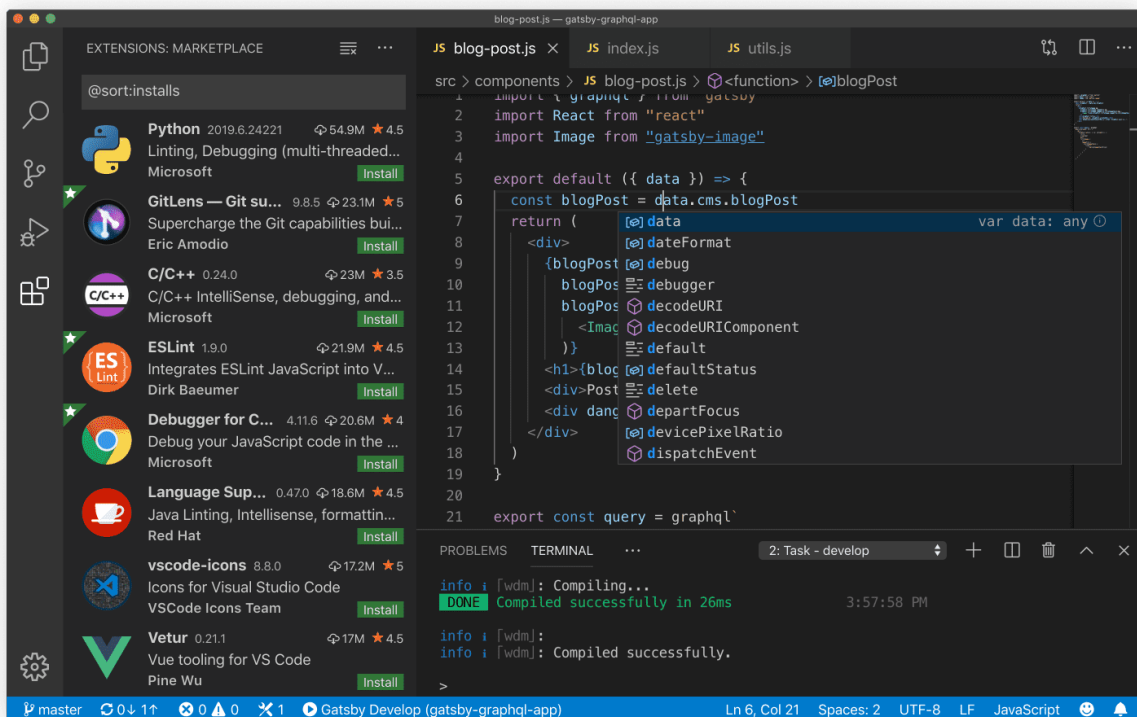 blog-post.js — gatsby-graphql-app
EXTENSIONS: MARKETPLACE
@sort:installs
Python 2019.6.24221 54.9M 4.5
Linting, Debugging (multi-threaded...
Microsoft Install
GitLens — Git su... 9.8.5 23.1M 5
Supercharge the Git capabilities bui...
Eric Amodio Install
C/C++
C/C++ 0.24.0 23M 3.5
C/C++ IntelliSense, debugging, and...
Microsoft Install
ES
Lint
ESLint 1.9.0 21.9M 4.5
Integrates ESLint JavaScript into V...
Dirk Baeumer Install
Debugger for C... 4.11.6 20.6M 4
Debug your JavaScript code in the ...
Microsoft Install
Language Sup... 0.47.0 18.6M 4.5
Java Linting, Intellisense, formattin...
Red Hat Install
vscode-icons 8.8.0 17.2M 5
Icons for Visual Studio Code
VSCode Icons Team Install
Vetur 0.21.1 17M 4.5
Vue tooling for VS Code
Pine Wu Install
JS blog-post.js JS index.js JS utils.js
src > components > JS blog-post.js > <function> > blogPost
1 import { graphql } from "gatsby"
2 import React from "react"
3 import Image from "gatsby-image"
4
5 export default ({ data }) => {
6 const blogPost = data.cms.blogPost
7 return (
8 <div>
9 {blogPost
10 blogPos
11 blogPos
12 <Imag
13 )}
14 <h1>{blog
15 <div>Post
16 <div dang
17 </div>
18 )
19 }
20
21 export const query = graphql`
data var data: any
dateFormat
debug
debugger
decodeURI
decodeURIComponent
default
defaultStatus
delete
departFocus
devicePixelRatio
dispatchEvent
PROBLEMS TERMINAL ... 2: Task - develop
info i ｢wdm｣: Compiling...
DONE Compiled successfully in 26ms 3:57:58 PM
info i ｢wdm｣:
info i ｢wdm｣: Compiled successfully.
>
master 0↓ 1↑ 0 0 1 Gatsby Develop (gatsby-graphql-app) Ln 6, Col 21 Spaces: 2 UTF-8 LF JavaScript